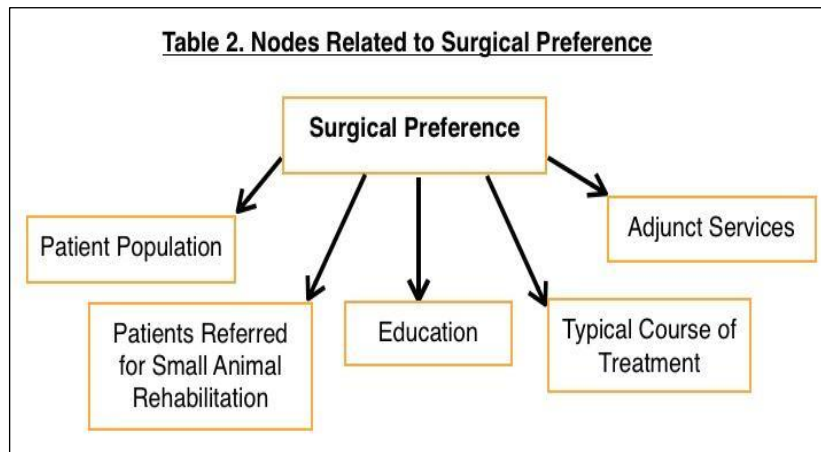 Table 2. Nodes Related to Surgical Preference
Surgical Preference
Patient Population
Adjunct Services
Patients Referred
for Small Animal
Rehabilitation
Education
Typical Course of
Treatment